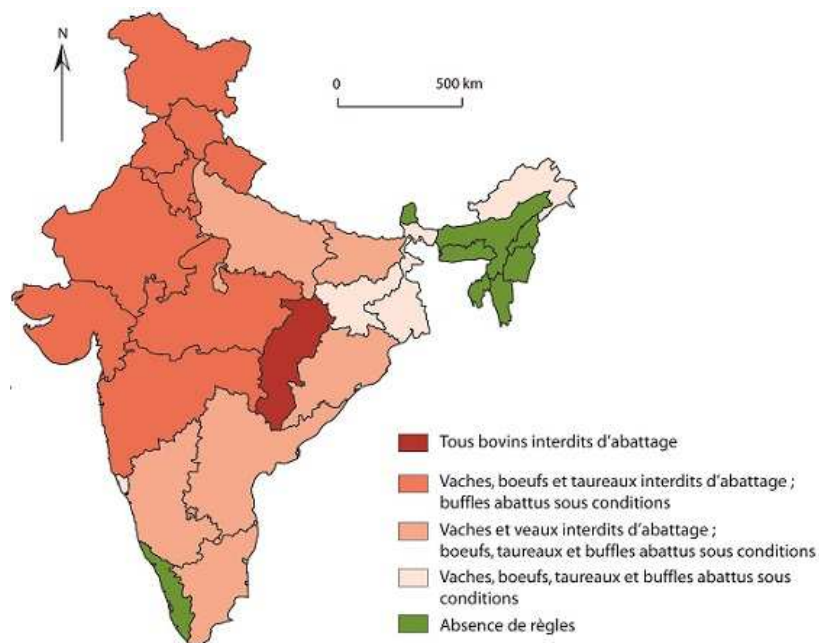 N
0 500 km
Tous bovins interdits d'abattage
Vaches, boeufs et taureaux interdits d'abattage ;
buffles abattus sous conditions
Vaches et veaux interdits d'abattage ;
boeufs, taureaux et buffles abattus sous conditions
Vaches, boeufs, taureaux et buffles abattus sous
conditions
Absence de règles